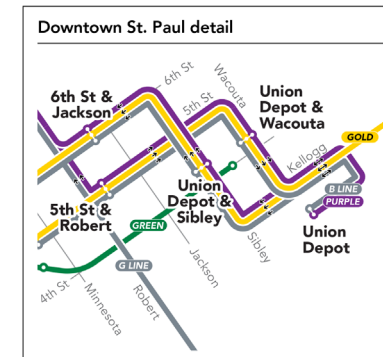 Downtown St. Paul detail
6th St
Wacouta
6th St &
Jackson
5th St
Union
Depot &
Wacouta
GOLD
Kellogg
Union
Depot &
Sibley
B LINE
PURPLE
5th St &
Robert
GREEN
Union
Depot
Sibley
G LINE
Jackson
4th St
Minnesota
Robert